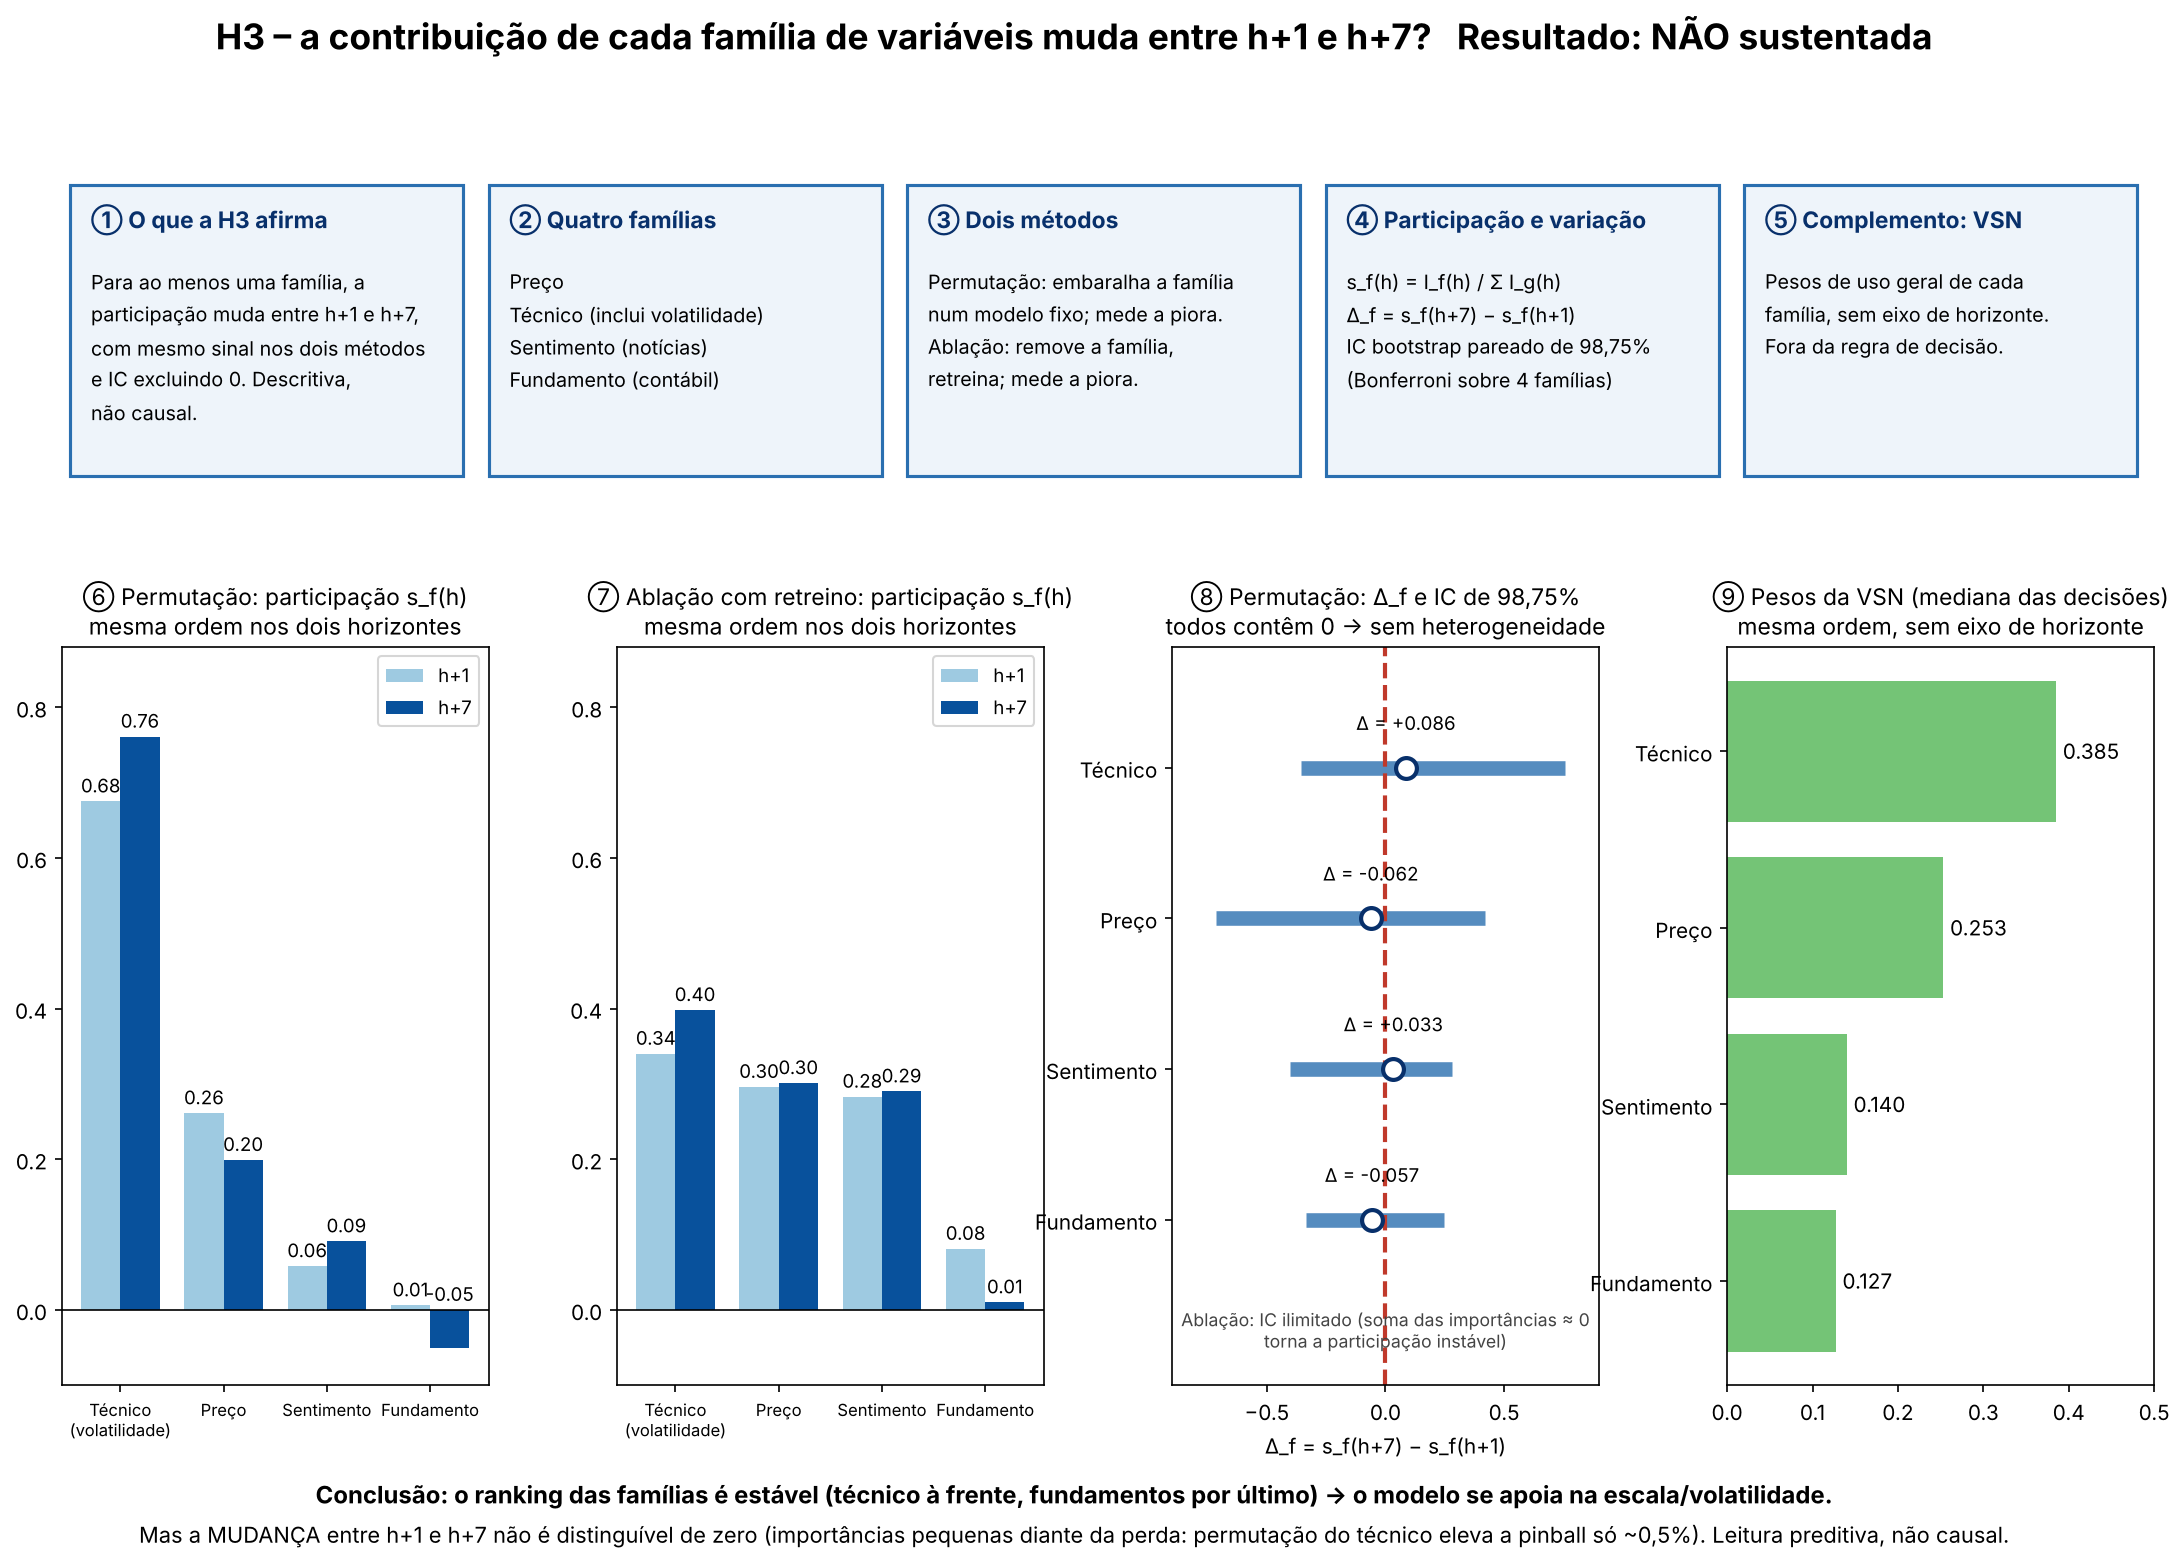 H3 – a contribuição de cada família de variáveis muda entre h+1 e h+7? Resultado: NÃO sustentada
① O que a H3 afirma
Para ao menos uma família, a
participação muda entre h+1 e h+7,
com mesmo sinal nos dois métodos
e IC excluindo 0. Descritiva,
não causal.
② Quatro famílias
Preço
Técnico (inclui volatilidade)
Sentimento (notícias)
Fundamento (contábil)
③ Dois métodos
Permutação: embaralha a família
num modelo fixo; mede a piora.
Ablação: remove a família,
retreina; mede a piora.
④ Participação e variação
s_f(h) = I_f(h) / Σ I_g(h)
Δ_f = s_f(h+7) − s_f(h+1)
IC bootstrap pareado de 98,75%
(Bonferroni sobre 4 famílias)
⑤ Complemento: VSN
Pesos de uso geral de cada
família, sem eixo de horizonte.
Fora da regra de decisão.
⑥ Permutação: participação s_f(h)
mesma ordem nos dois horizontes
h+1
h+7
0.8
0.6
0.4
0.2
0.0
0.68
0.76
0.26
0.20
0.06
0.09
0.01
-0.05
Técnico
(volatilidade)
Preço
Sentimento
Fundamento
⑦ Ablação com retreino: participação s_f(h)
mesma ordem nos dois horizontes
h+1
h+7
0.8
0.6
0.4
0.2
0.0
0.34
0.40
0.30
0.30
0.28
0.29
0.08
0.01
Técnico
(volatilidade)
Preço
Sentimento
Fundamento
⑧ Permutação: Δ_f e IC de 98,75%
todos contêm 0 → sem heterogeneidade
Técnico
Δ = +0.086
Preço
Δ = -0.062
Sentimento
Δ = +0.033
Fundamento
Δ = -0.057
Ablação: IC ilimitado (soma das importâncias ≈ 0
torna a participação instável)
−0.5
0.0
0.5
Δ_f = s_f(h+7) − s_f(h+1)
⑨ Pesos da VSN (mediana das decisões)
mesma ordem, sem eixo de horizonte
Técnico
0.385
Preço
0.253
Sentimento
0.140
Fundamento
0.127
0.0
0.1
0.2
0.3
0.4
0.5
Conclusão: o ranking das famílias é estável (técnico à frente, fundamentos por último) → o modelo se apoia na escala/volatilidade.
Mas a MUDANÇA entre h+1 e h+7 não é distinguível de zero (importâncias pequenas diante da perda: permutação do técnico eleva a pinball só ~0,5%). Leitura preditiva, não causal.